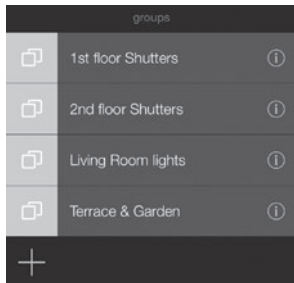 groups
1st floor Shutters
2nd floor Shutters
Living Room lights
Terrace & Garden